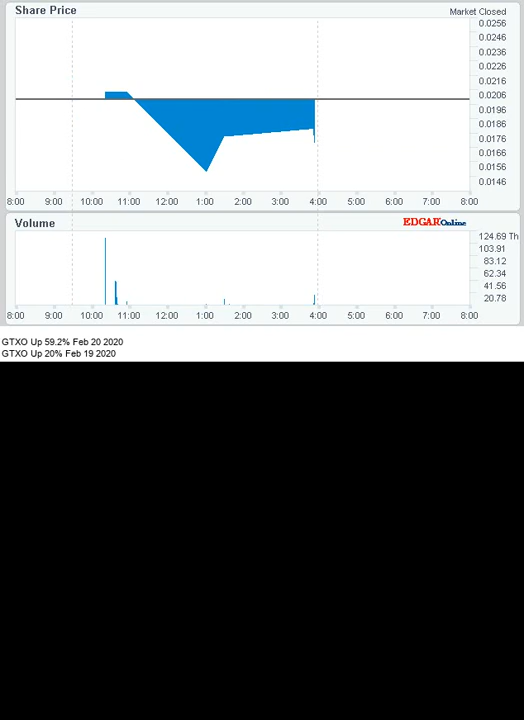 Share Price
Market Closed
0.0256
0.0246
0.0236
0.0226
0.0216
0.0206
0.0196
0.0186
0.0176
0.0166
0.0156
0.0146
8:00 9:00 10:00 11:00 12:00 1:00 2:00 3:00 4:00 5:00 6:00 7:00 8:00
Volume
EDGAR Online
124.69 Th
103.91
83.12
62.34
41.56
20.78
8:00 9:00 10:00 11:00 12:00 1:00 2:00 3:00 4:00 5:00 6:00 7:00 8:00
GTXO Up 59.2% Feb 20 2020
GTXO Up 20% Feb 19 2020